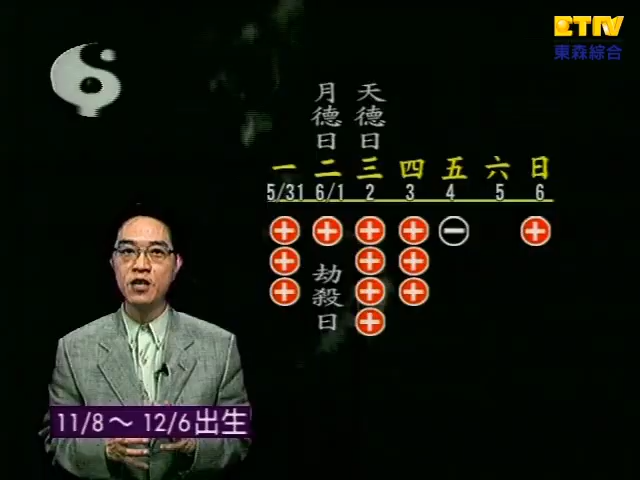 ETTV
東森綜合
月德日
天德日
一 二 三 四 五 六 日
5/31 6/1 2 3 4 5 6
劫殺日
11/8～12/6出生